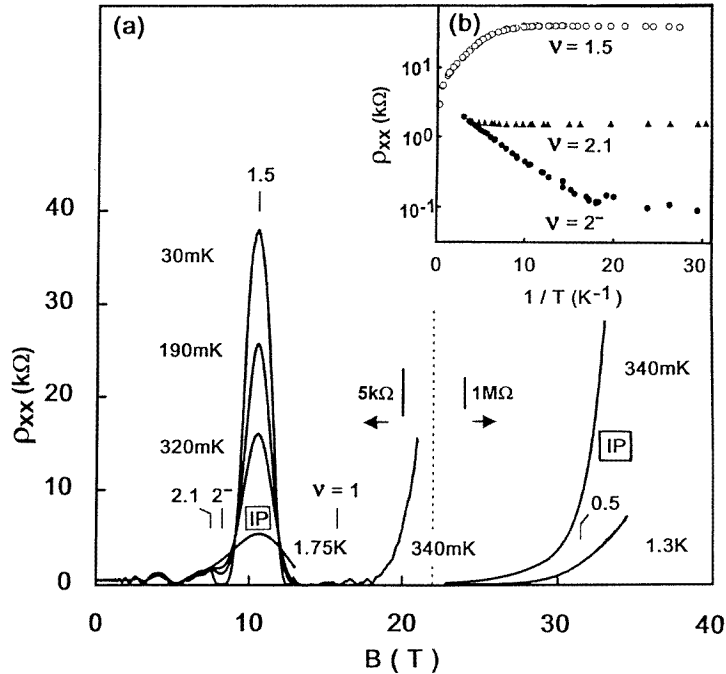 (a)
(b)
ρxx (kΩ)
40
30
20
10
0
0
10
20
30
40
B ( T )
1.5
30mK
190mK
320mK
2.1 2⁻
IP
ν = 1
1.75K
5kΩ
1MΩ
340mK
340mK
IP
0.5
1.3K
ρxx (kΩ)
10¹
10⁰
10⁻¹
ν = 1.5
ν = 2.1
ν = 2⁻
0
10
20
30
1 / T (K⁻¹)